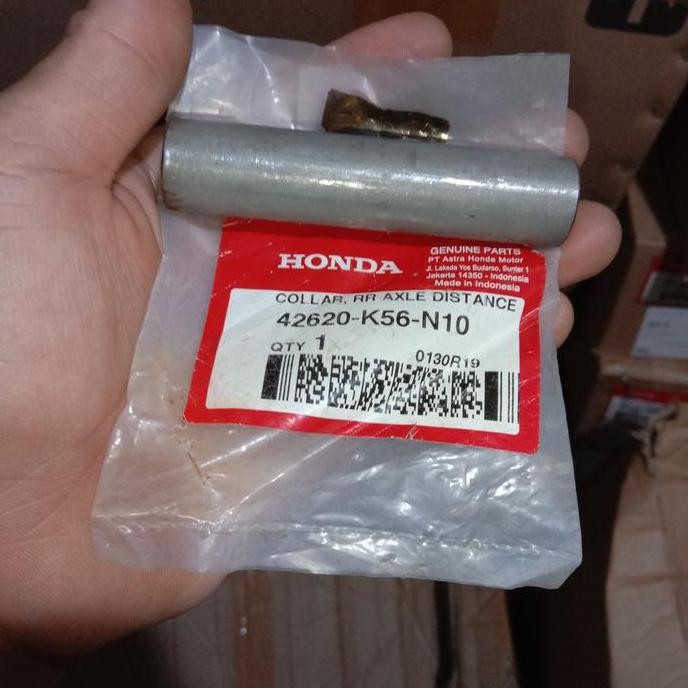 HONDA
GENUINE PARTS
PT Astra Honda Motor
Jl. Laksda Yos Sudarso, Sunter 1
Jakarta 14350 - Indonesia
Made in Indonesia
COLLAR, RR AXLE DISTANCE
42620-K56-N10
QTY 1
0130R19